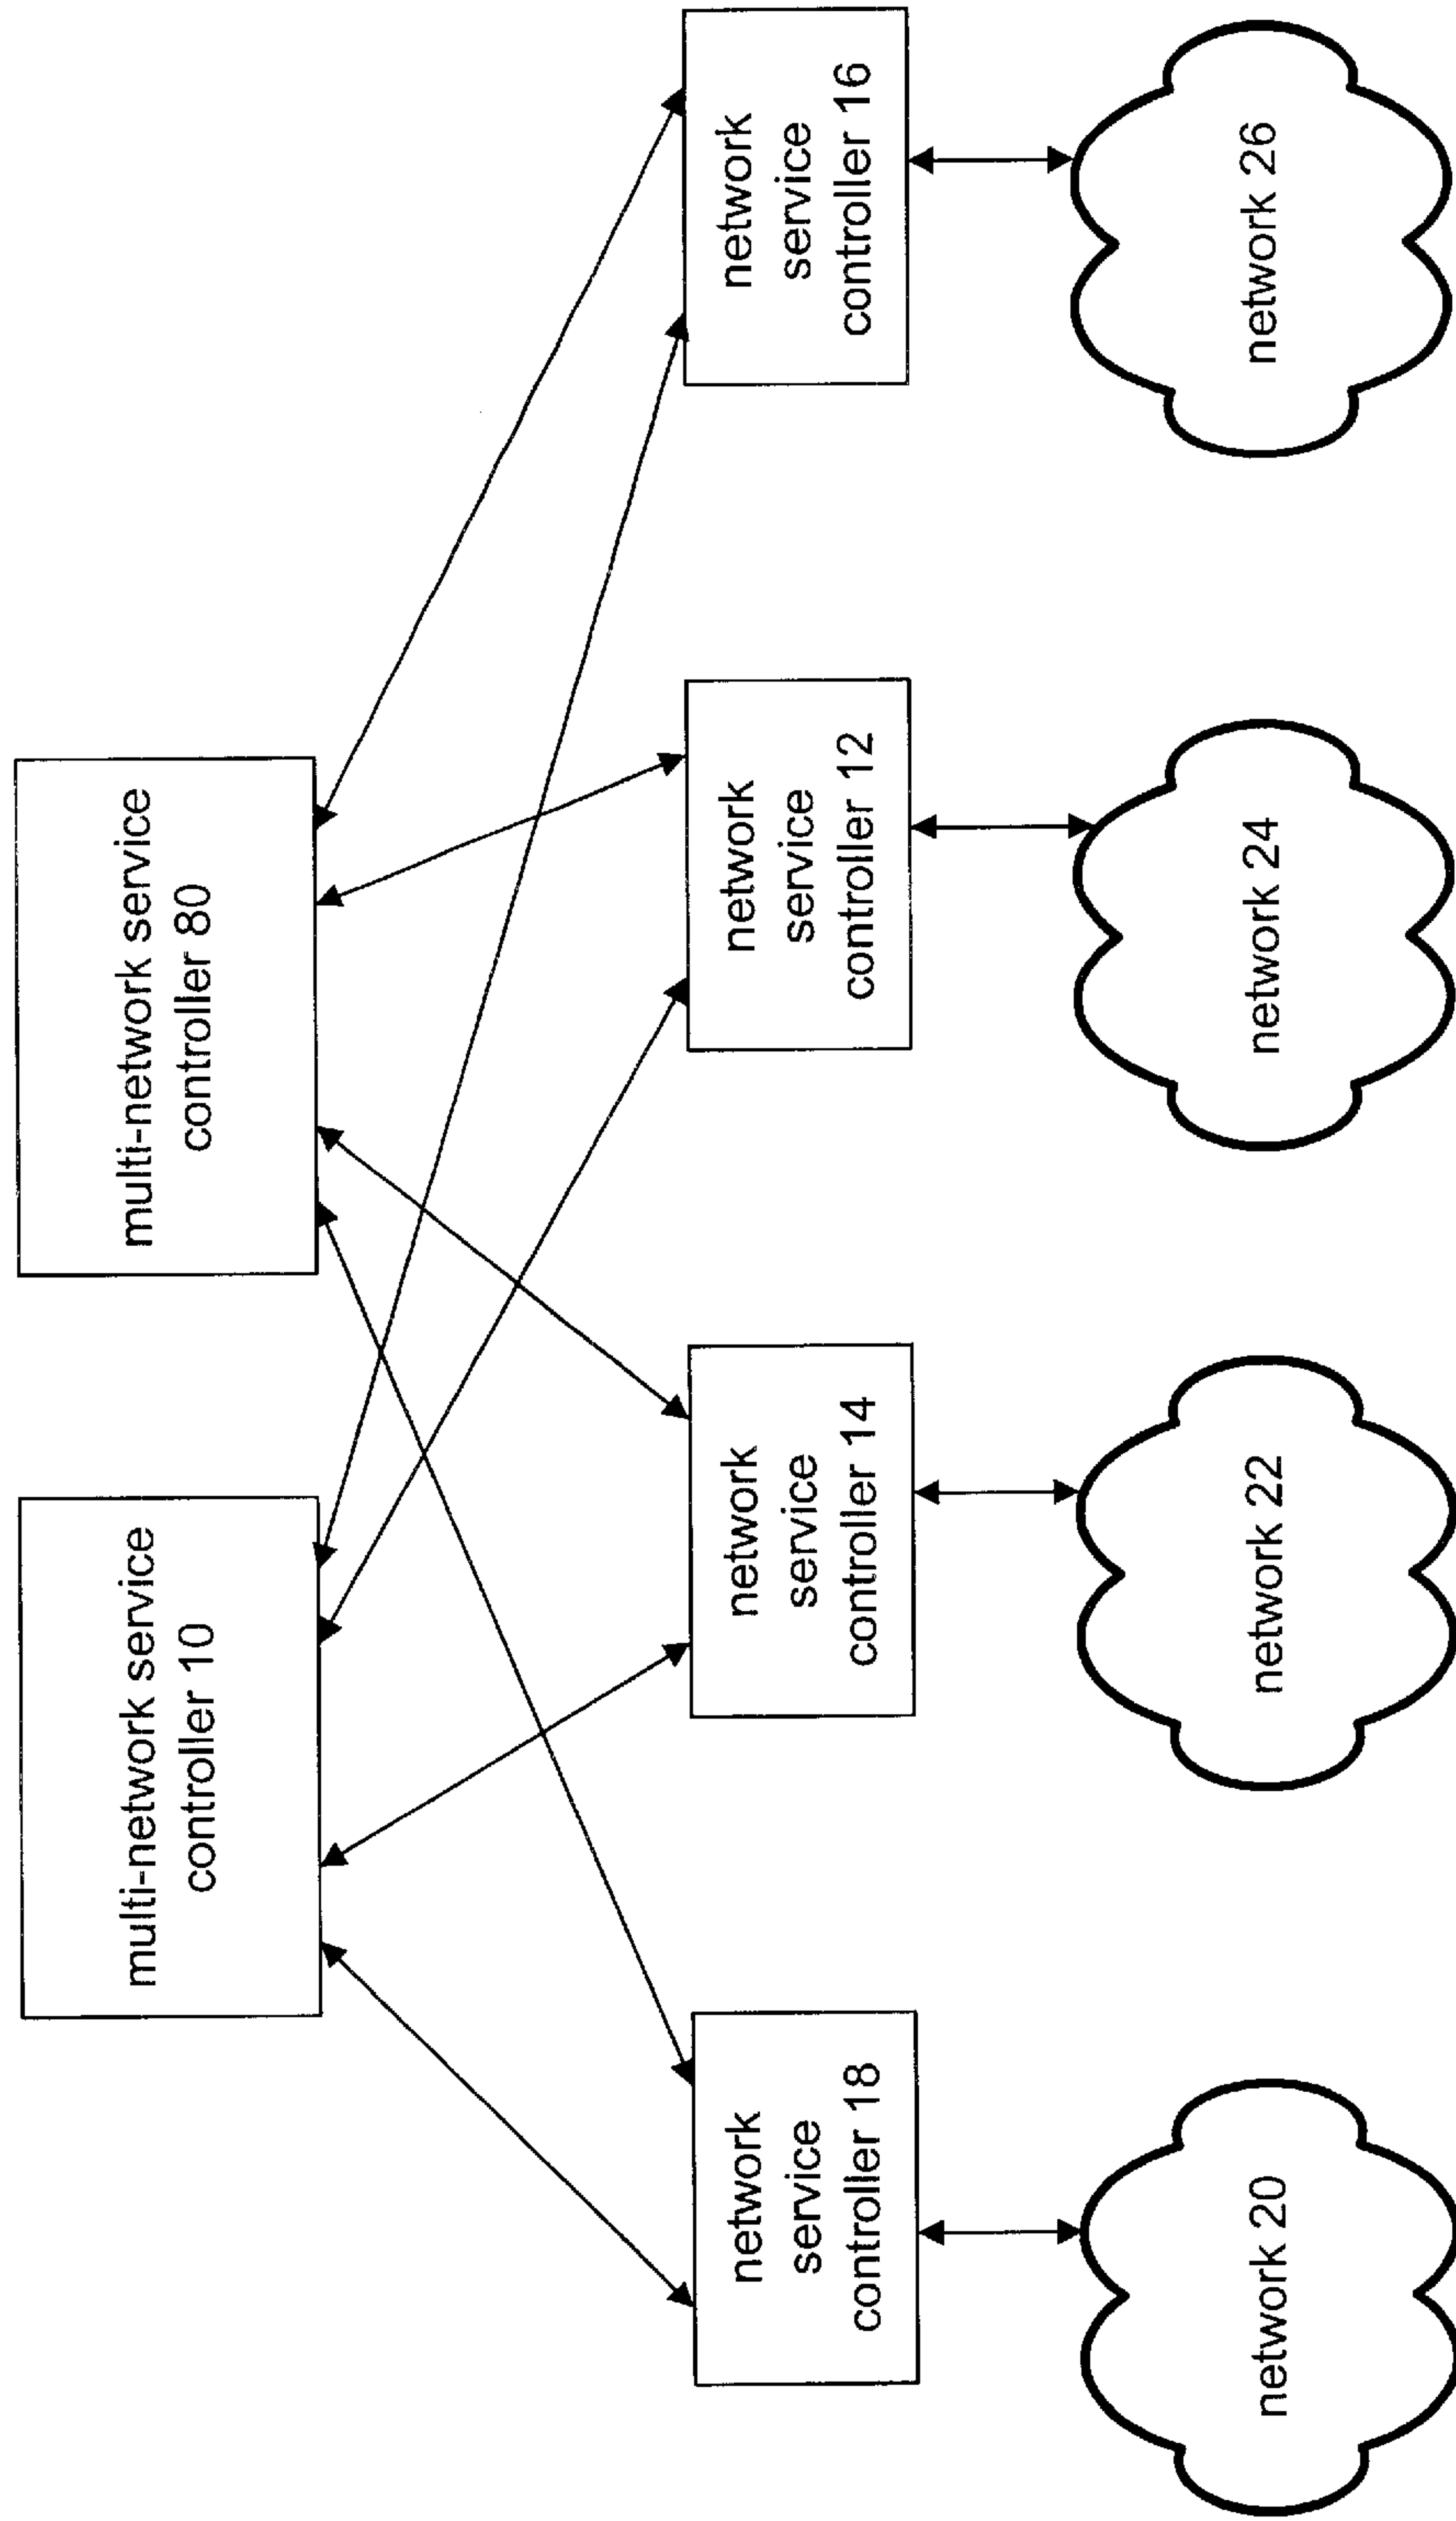 multi-network service
controller 10
multi-network service
controller 80
network
service
controller 18
network
service
controller 14
network
service
controller 12
network
service
controller 16
network 20
network 22
network 24
network 26